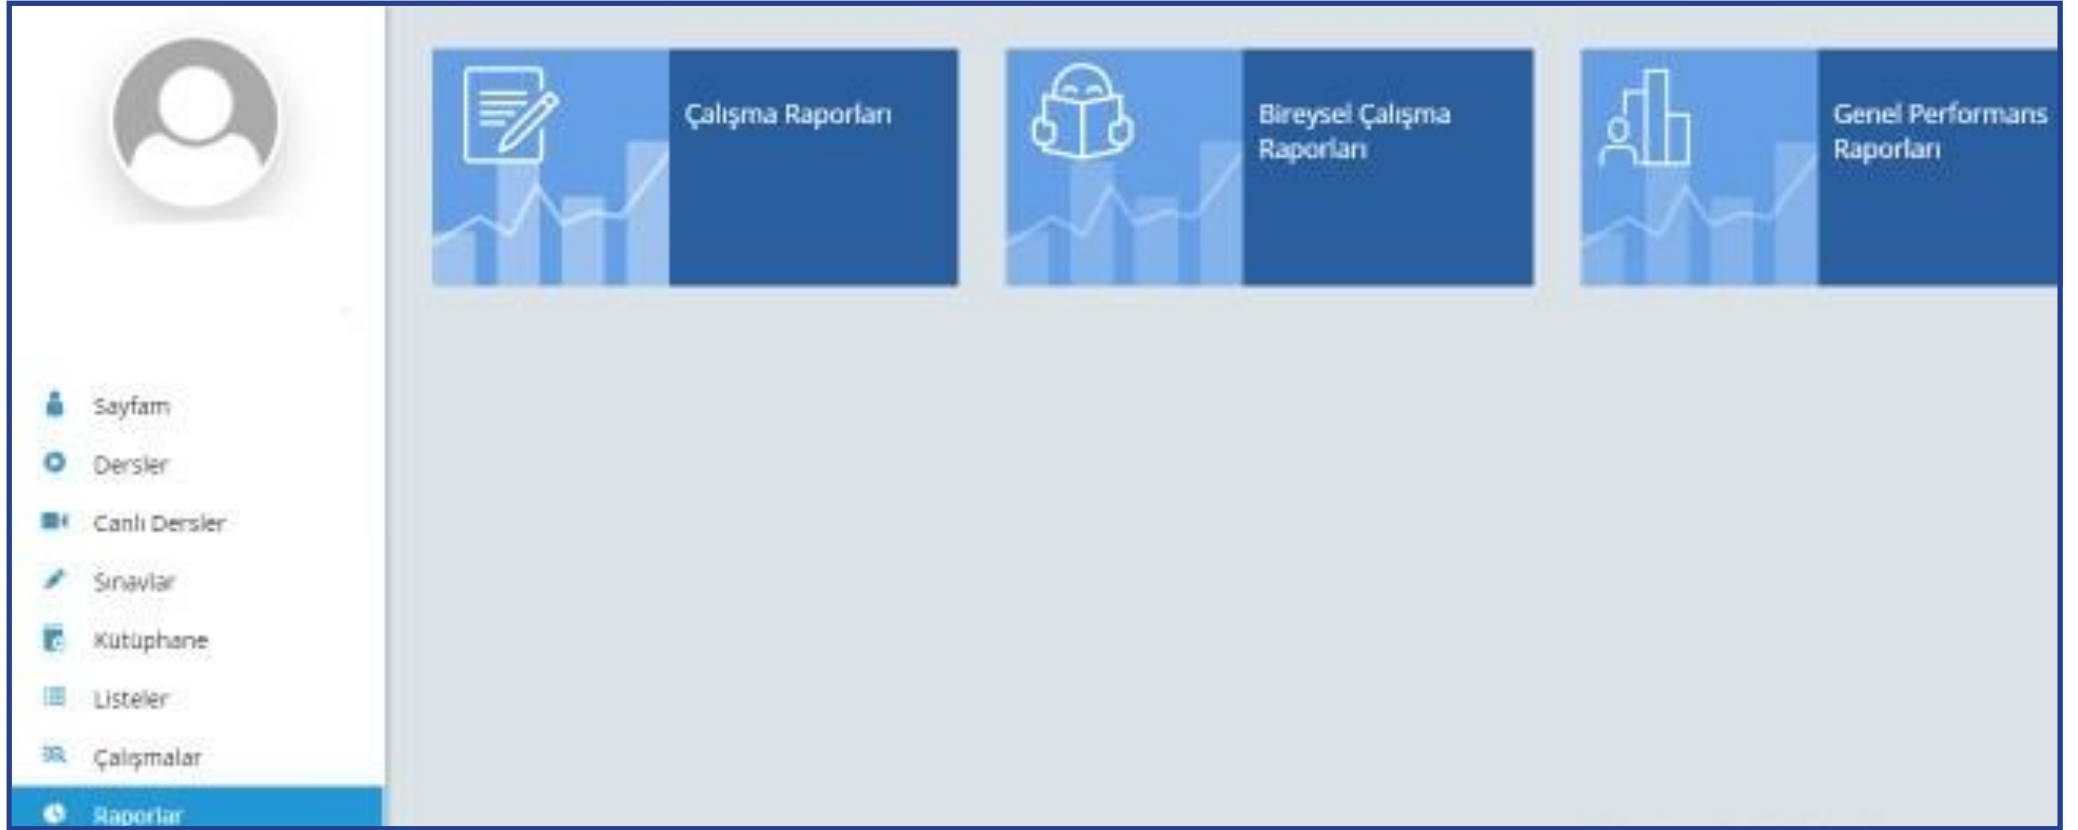 Çalışma Raporları
Bireysel Çalışma
Raporları
Genel Performans
Raporları
Sayfam
Dersler
Canlı Dersler
Sınavlar
Kütüphane
Listeler
Çalışmalar
Raporlar